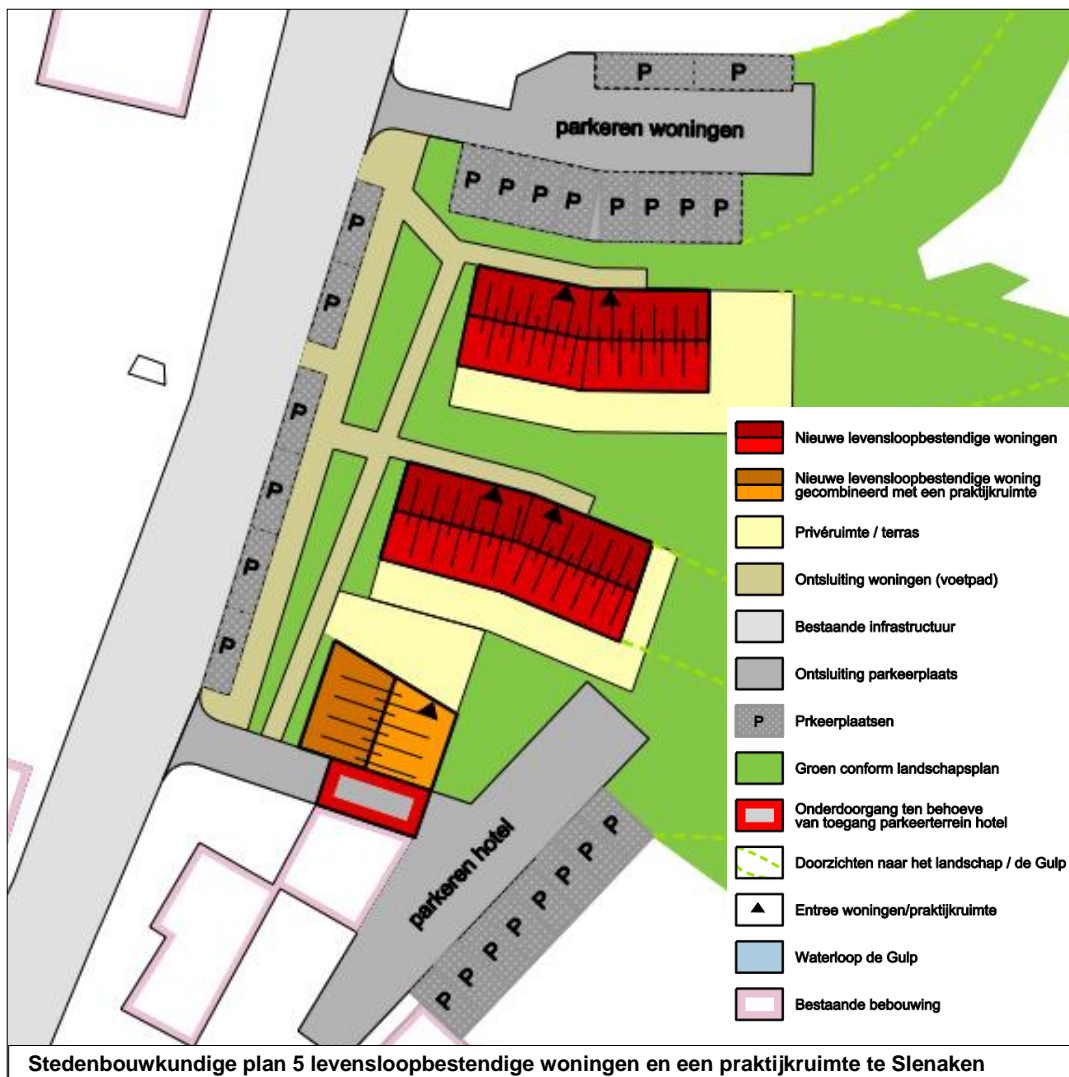 P P
parkeren woningen
P P P P P P P P
P
P
P
P
P
P
parkeren hotel
P P P P P P P P
Nieuwe levensloopbestendige woningen
Nieuwe levensloopbestendige woning
gecombineerd met een praktijkruimte
Privéruimte / terras
Ontsluiting woningen (voetpad)
Bestaande infrastructuur
Ontsluiting parkeerplaats
P Prkeerplaatsen
Groen conform landschapsplan
Onderdoorgang ten behoeve
van toegang parkeerterrein hotel
Doorzichten naar het landschap / de Gulp
Entree woningen/praktijkruimte
Waterloop de Gulp
Bestaande bebouwing
Stedenbouwkundige plan 5 levensloopbestendige woningen en een praktijkruimte te Slenaken